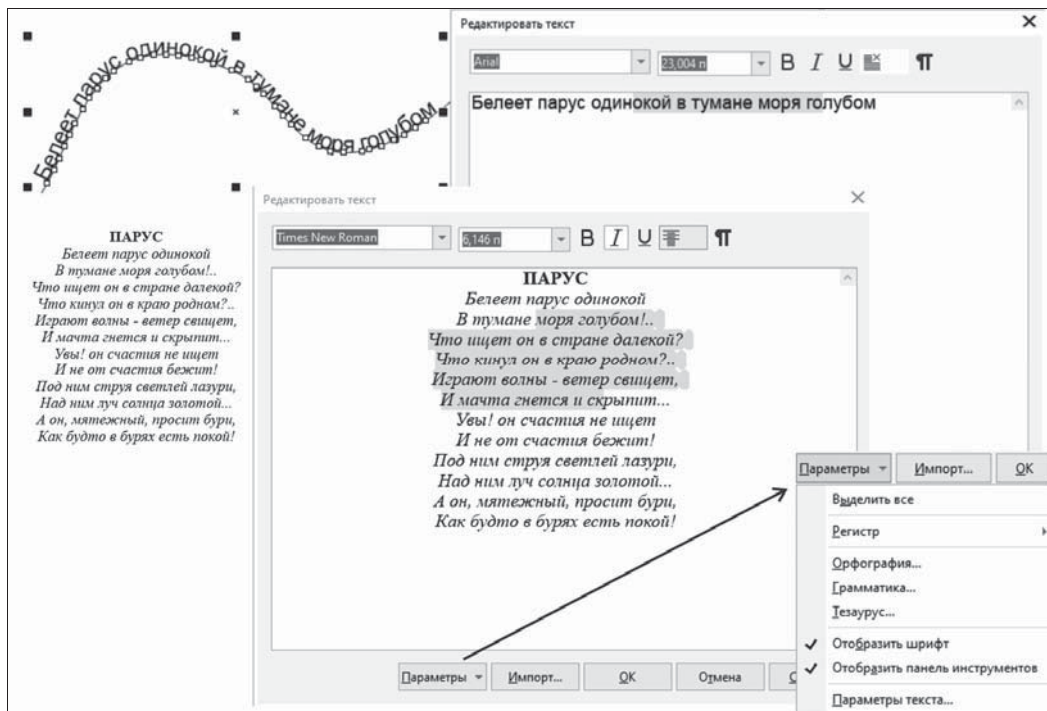 Белеет парус одинокой в тумане моря голубом
Редактировать текст
Arial
23,004 п
B I U ¶
Белеет парус одинокой в тумане моря голубом
ПАРУС
Белеет парус одинокой
В тумане моря голубом!..
Что ищет он в стране далекой?
Что кинул он в краю родном?..
Играют волны - ветер свищет,
И мачта гнется и скрыпит...
Увы! он счастия не ищет
И не от счастия бежит!
Под ним струя светлей лазури,
Над ним луч солнца золотой...
А он, мятежный, просит бури,
Как будто в бурях есть покой!
Редактировать текст
Times New Roman
6,146 п
B I U ¶
ПАРУС
Белеет парус одинокой
В тумане моря голубом!..
Что ищет он в стране далекой?
Что кинул он в краю родном?..
Играют волны - ветер свищет,
И мачта гнется и скрыпит...
Увы! он счастия не ищет
И не от счастия бежит!
Под ним струя светлей лазури,
Над ним луч солнца золотой...
А он, мятежный, просит бури,
Как будто в бурях есть покой!
Параметры Импорт... OK Отмена
Параметры Импорт... OK
Выделить все
Регистр
Орфография...
Грамматика...
Тезаурус...
Отобразить шрифт
Отобразить панель инструментов
Параметры текста...